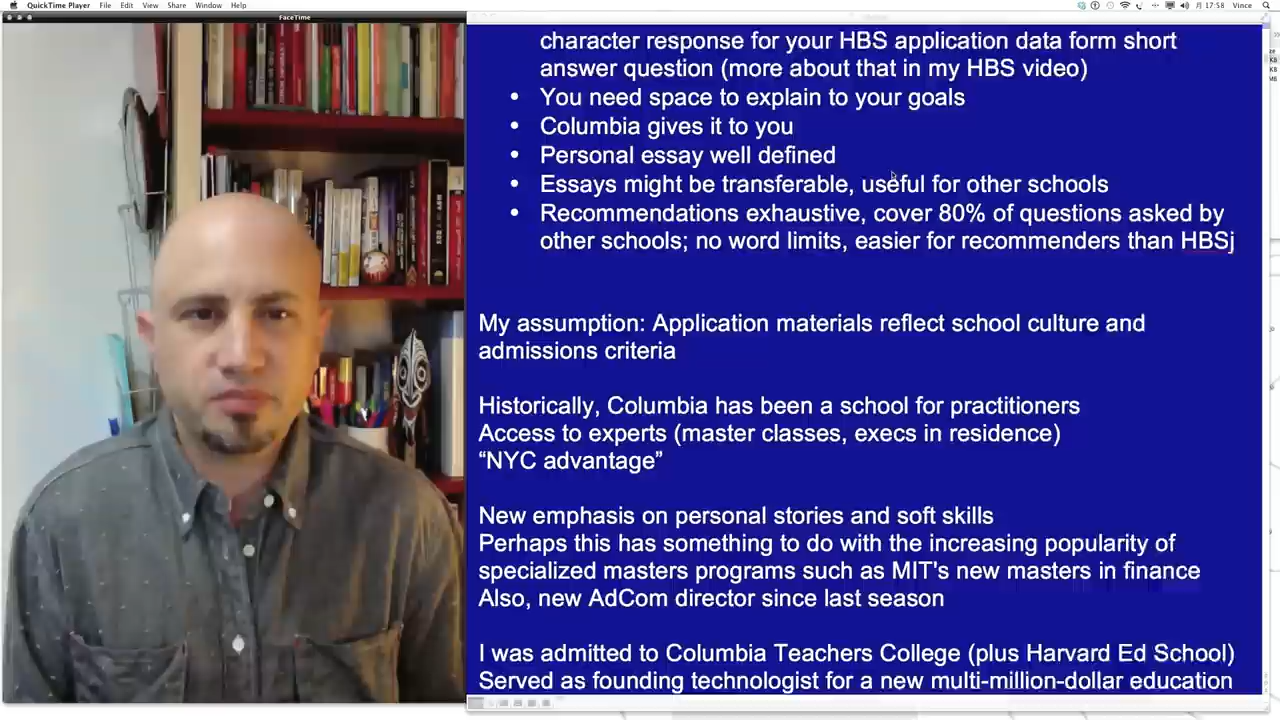 QuickTime Player File Edit View Share Window Help
月 17:58 Vince
FaceTime
character response for your HBS application data form short
answer question (more about that in my HBS video)
• You need space to explain to your goals
• Columbia gives it to you
• Personal essay well defined
• Essays might be transferable, useful for other schools
• Recommendations exhaustive, cover 80% of questions asked by
other schools; no word limits, easier for recommenders than HBSj
My assumption: Application materials reflect school culture and
admissions criteria
Historically, Columbia has been a school for practitioners
Access to experts (master classes, execs in residence)
“NYC advantage”
New emphasis on personal stories and soft skills
Perhaps this has something to do with the increasing popularity of
specialized masters programs such as MIT's new masters in finance
Also, new AdCom director since last season
I was admitted to Columbia Teachers College (plus Harvard Ed School)
Served as founding technologist for a new multi-million-dollar education